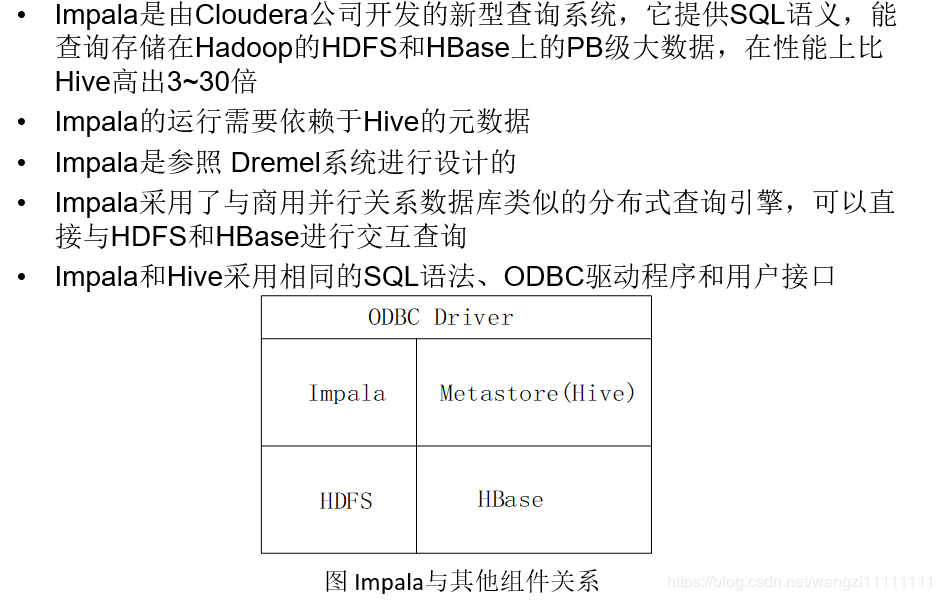 • Impala是由Cloudera公司开发的新型查询系统，它提供SQL语义，能
查询存储在Hadoop的HDFS和HBase上的PB级大数据，在性能上比
Hive高出3~30倍
• Impala的运行需要依赖于Hive的元数据
• Impala是参照 Dremel系统进行设计的
• Impala采用了与商用并行关系数据库类似的分布式查询引擎，可以直
接与HDFS和HBase进行交互查询
• Impala和Hive采用相同的SQL语法、ODBC驱动程序和用户接口
ODBC Driver
Impala
Metastore(Hive)
HDFS
HBase
图 Impala与其他组件关系
https://blog.csdn.net/wangzi11111111